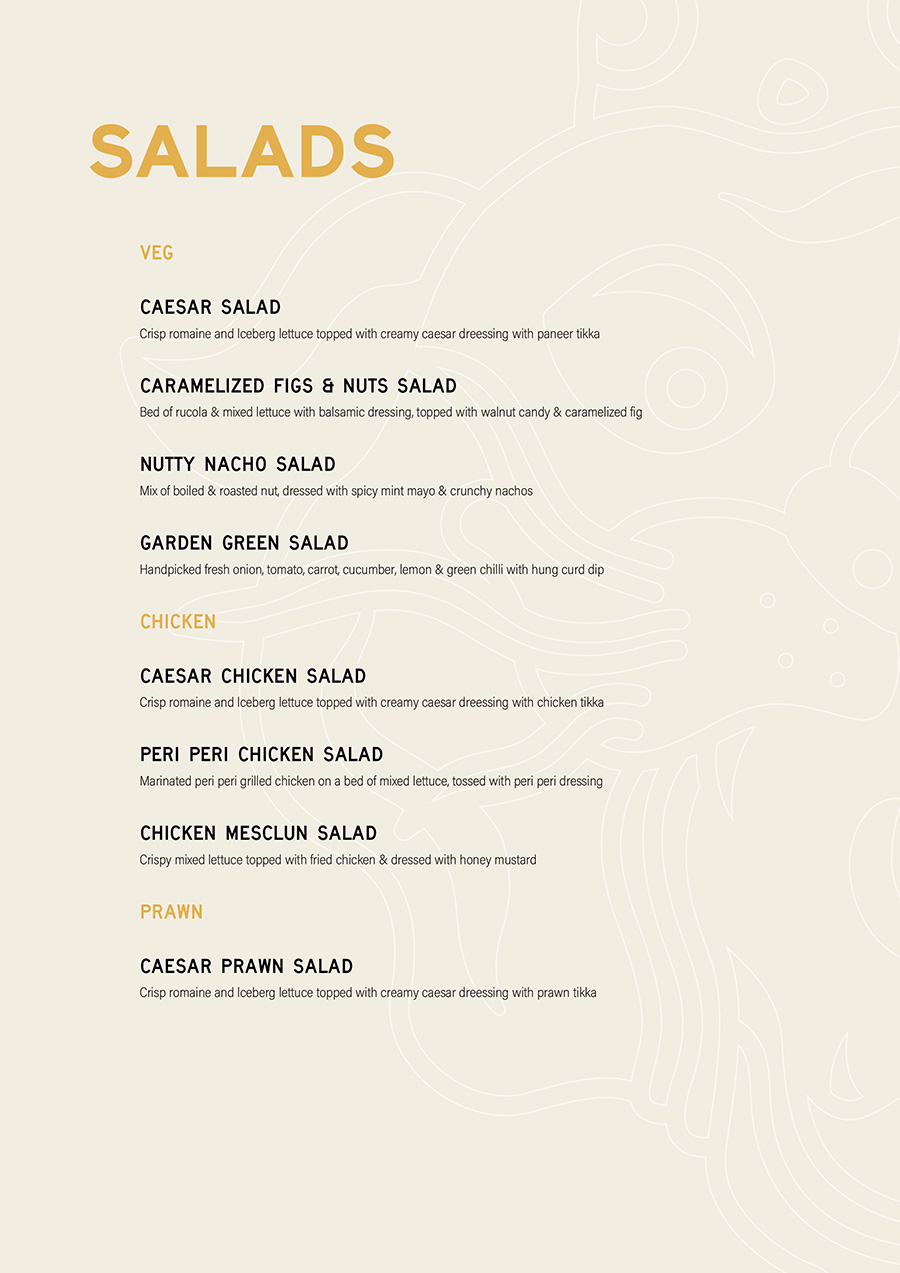 SALADS
VEG
CAESAR SALAD
Crisp romaine and Iceberg lettuce topped with creamy caesar dreessing with paneer tikka
CARAMELIZED FIGS & NUTS SALAD
Bed of rucola & mixed lettuce with balsamic dressing, topped with walnut candy & caramelized fig
NUTTY NACHO SALAD
Mix of boiled & roasted nut, dressed with spicy mint mayo & crunchy nachos
GARDEN GREEN SALAD
Handpicked fresh onion, tomato, carrot, cucumber, lemon & green chilli with hung curd dip
CHICKEN
CAESAR CHICKEN SALAD
Crisp romaine and Iceberg lettuce topped with creamy caesar dreessing with chicken tikka
PERI PERI CHICKEN SALAD
Marinated peri peri grilled chicken on a bed of mixed lettuce, tossed with peri peri dressing
CHICKEN MESCLUN SALAD
Crispy mixed lettuce topped with fried chicken & dressed with honey mustard
PRAWN
CAESAR PRAWN SALAD
Crisp romaine and Iceberg lettuce topped with creamy caesar dreessing with prawn tikka